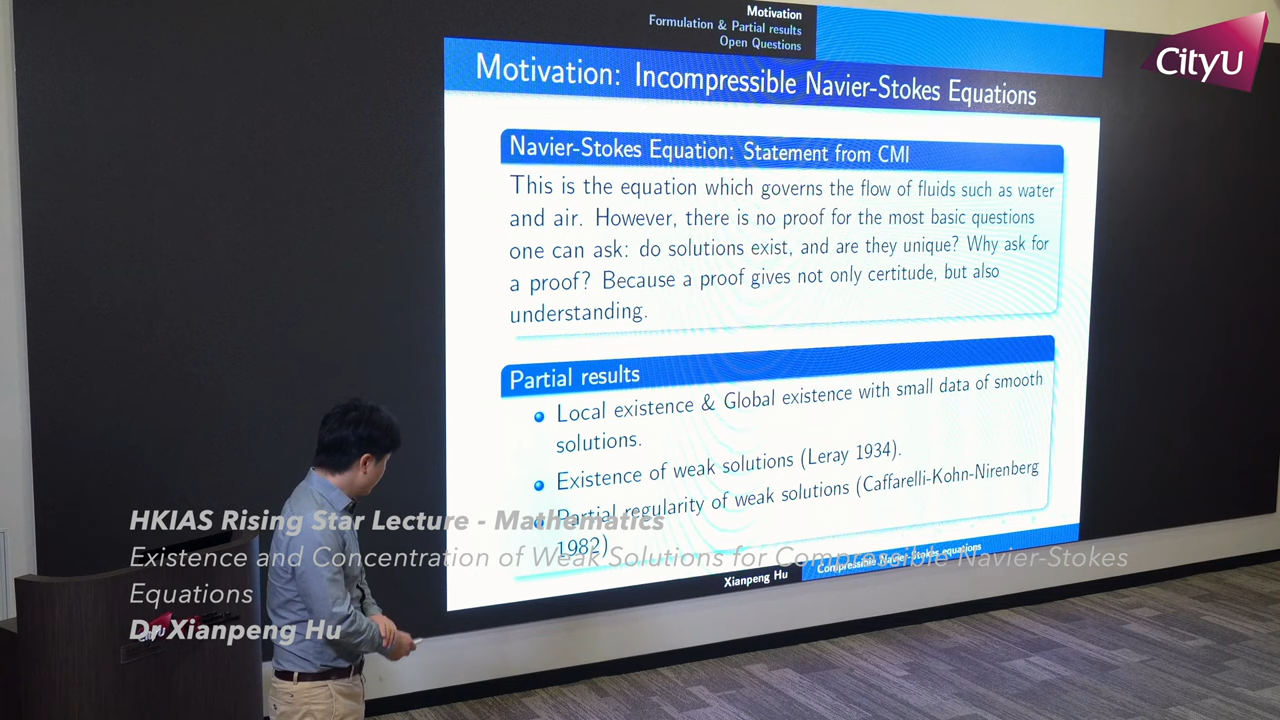 Motivation
Formulation & Partial results
Open Questions
CityU
Motivation: Incompressible Navier-Stokes Equations
Navier-Stokes Equation: Statement from CMI
This is the equation which governs the flow of fluids such as water
and air. However, there is no proof for the most basic questions
one can ask: do solutions exist, and are they unique? Why ask for
a proof? Because a proof gives not only certitude, but also
understanding.
Partial results
Local existence & Global existence with small data of smooth
solutions.
Existence of weak solutions (Leray 1934).
Partial regularity of weak solutions (Caffarelli-Kohn-Nirenberg
1982)
Xianpeng Hu
Compressible Navier-Stokes equations
HKIAS Rising Star Lecture - Mathematics
Existence and Concentration of Weak Solutions for Compressible Navier-Stokes
Equations
Dr Xianpeng Hu
CityU